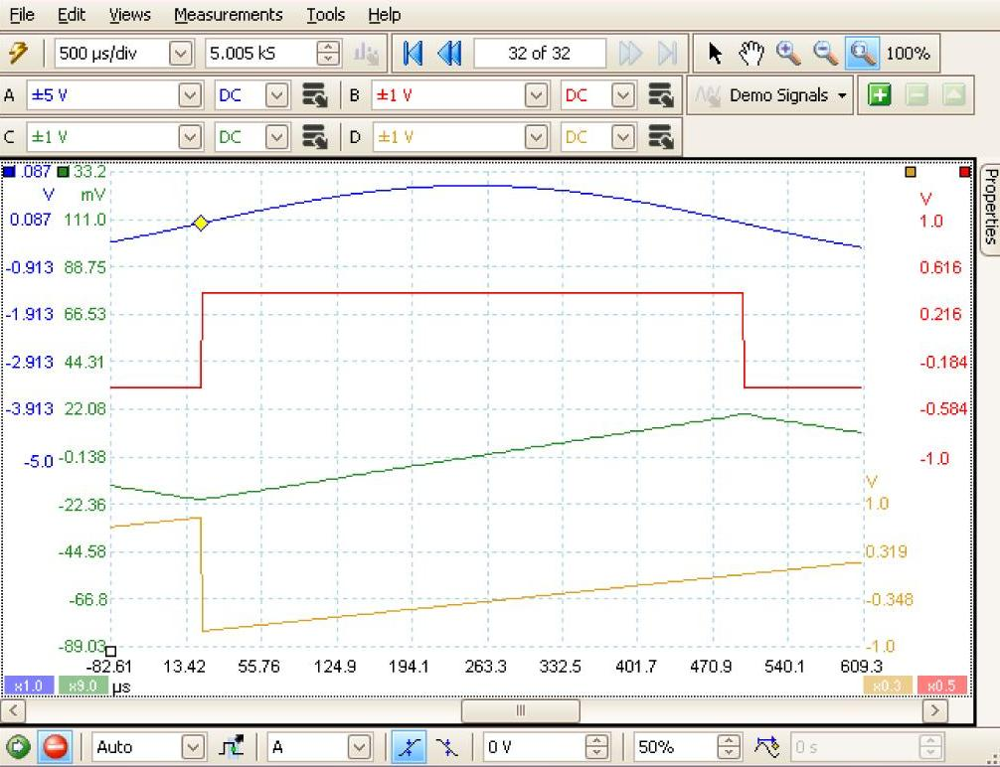 File Edit Views Measurements Tools Help
500 µs/div 5.005 kS 32 of 32 100%
A ±5 V DC B ±1 V DC Demo Signals
C ±1 V DC D ±1 V DC
.087 33.2
V mV V
0.087 111.0 1.0
-0.913 88.75 0.616
-1.913 66.53 0.216
-2.913 44.31 -0.184
-3.913 22.08 -0.584
-5.0 -0.138 -1.0
V
-22.36 1.0
-44.58 0.319
-66.8 -0.348
-89.03 -1.0
-82.61 13.42 55.76 124.9 194.1 263.3 332.5 401.7 470.9 540.1 609.3
x1.0 x9.0 µs x0.3 x0.5
Properties
Auto A 0 V 50% 0 s